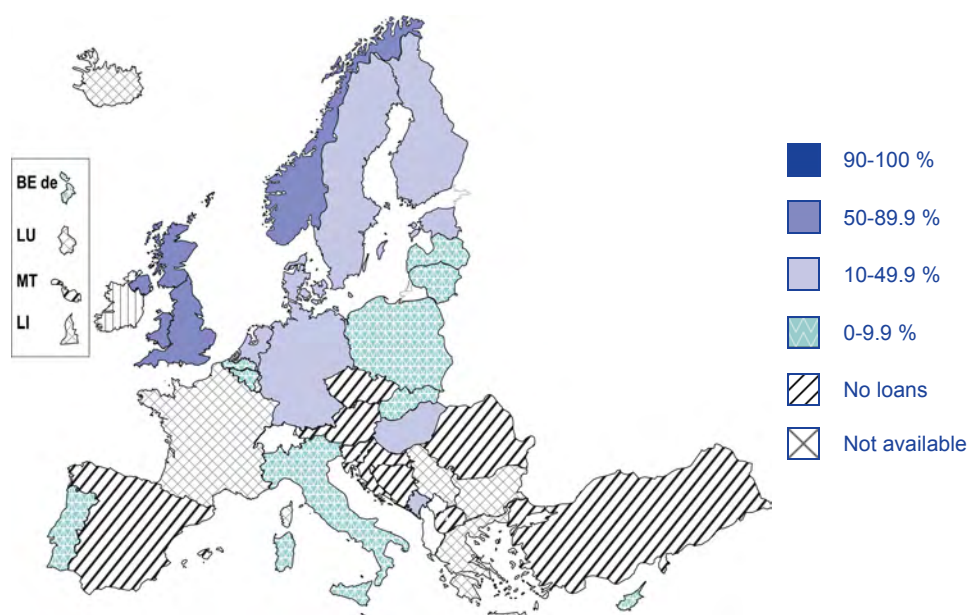 BE de
LU
MT
LI
90-100 %
50-89.9 %
10-49.9 %
0-9.9 %
No loans
Not available